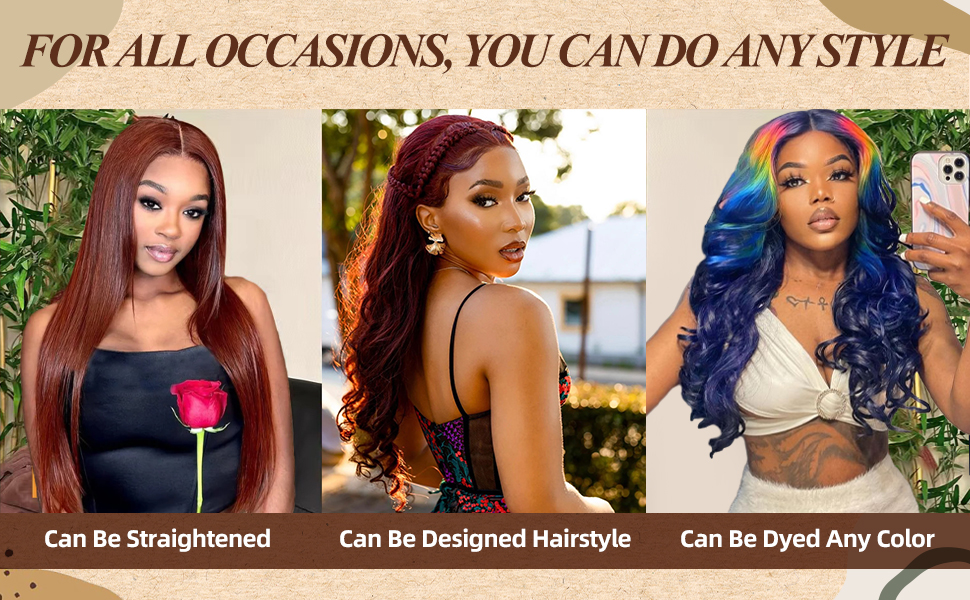 FOR ALL OCCASIONS, YOU CAN DO ANY STYLE
Can Be Straightened
Can Be Designed Hairstyle
Can Be Dyed Any Color